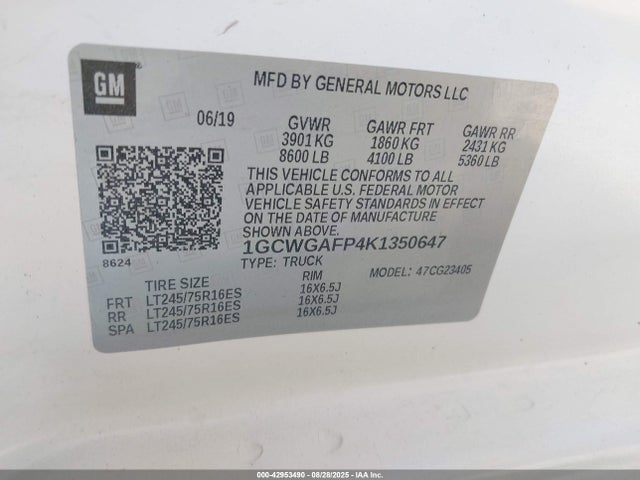 GM
MFD BY GENERAL MOTORS LLC
06/19 GVWR GAWR FRT GAWR RR
3901 KG 1860 KG 2431 KG
8600 LB 4100 LB 5360 LB
THIS VEHICLE CONFORMS TO ALL
APPLICABLE U.S. FEDERAL MOTOR
VEHICLE SAFETY STANDARDS IN EFFECT
ON THE DATE OF MANUFACTURE
SHOWN ABOVE.
1GCWGAFP4K1350647
8624
TYPE: TRUCK MODEL: 47CG23405
TIRE SIZE RIM
FRT LT245/75R16ES 16X6.5J
RR LT245/75R16ES 16X6.5J
SPA LT245/75R16ES 16X6.5J
000-42953490 - 08/28/2025 - IAA Inc.